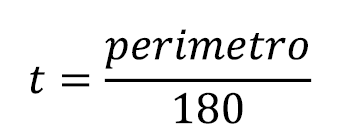 t = perimetro / 180